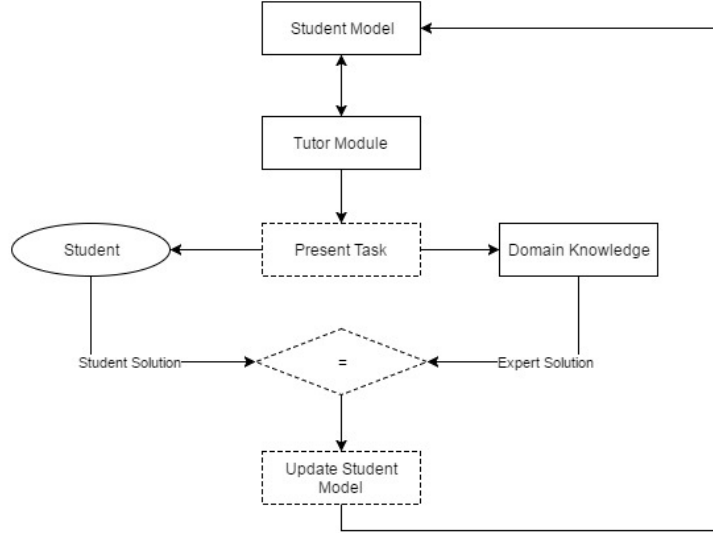 Student Model
Tutor Module
Student
Present Task
Domain Knowledge
Student Solution
=
Expert Solution
Update Student
Model